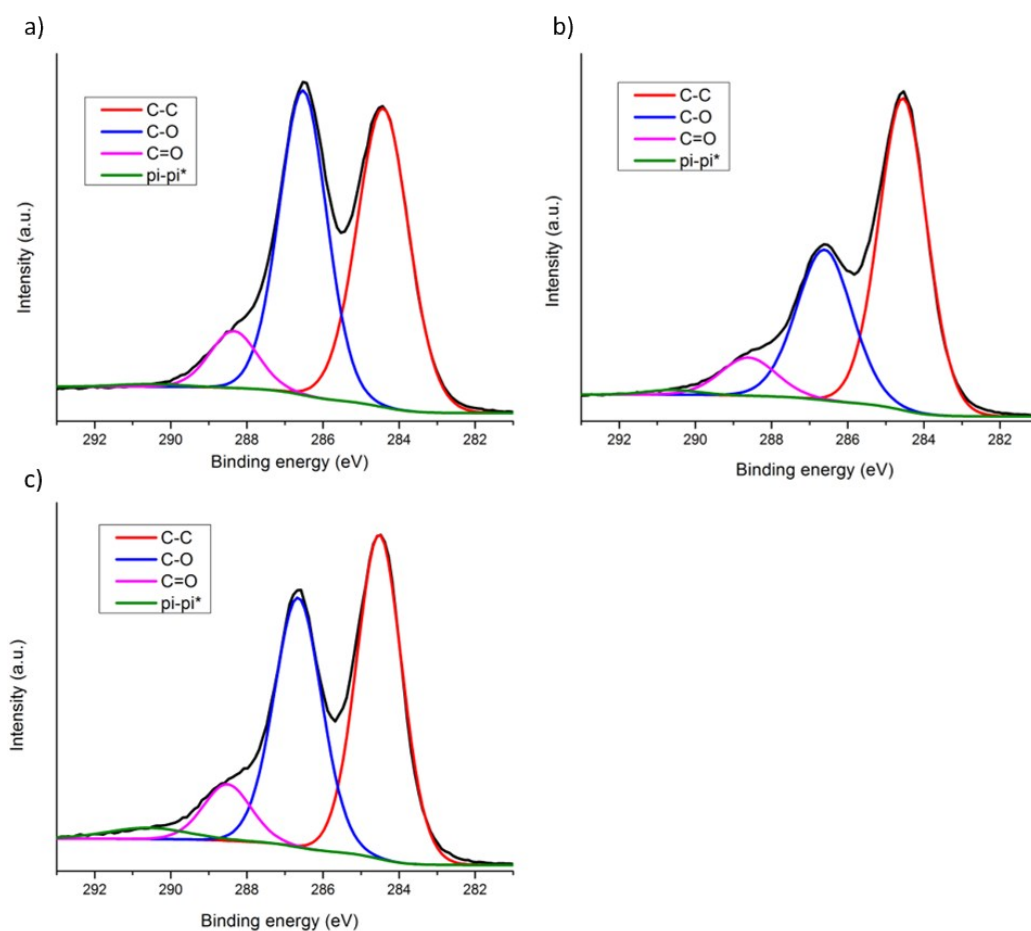 a)
C-C
C-O
C=O
pi-pi*
Intensity (a.u.)
292 290 288 286 284 282
Binding energy (eV)
b)
C-C
C-O
C=O
pi-pi*
Intensity (a.u.)
292 290 288 286 284 282
Binding energy (eV)
c)
C-C
C-O
C=O
pi-pi*
Intensity (a.u.)
292 290 288 286 284 282
Binding energy (eV)